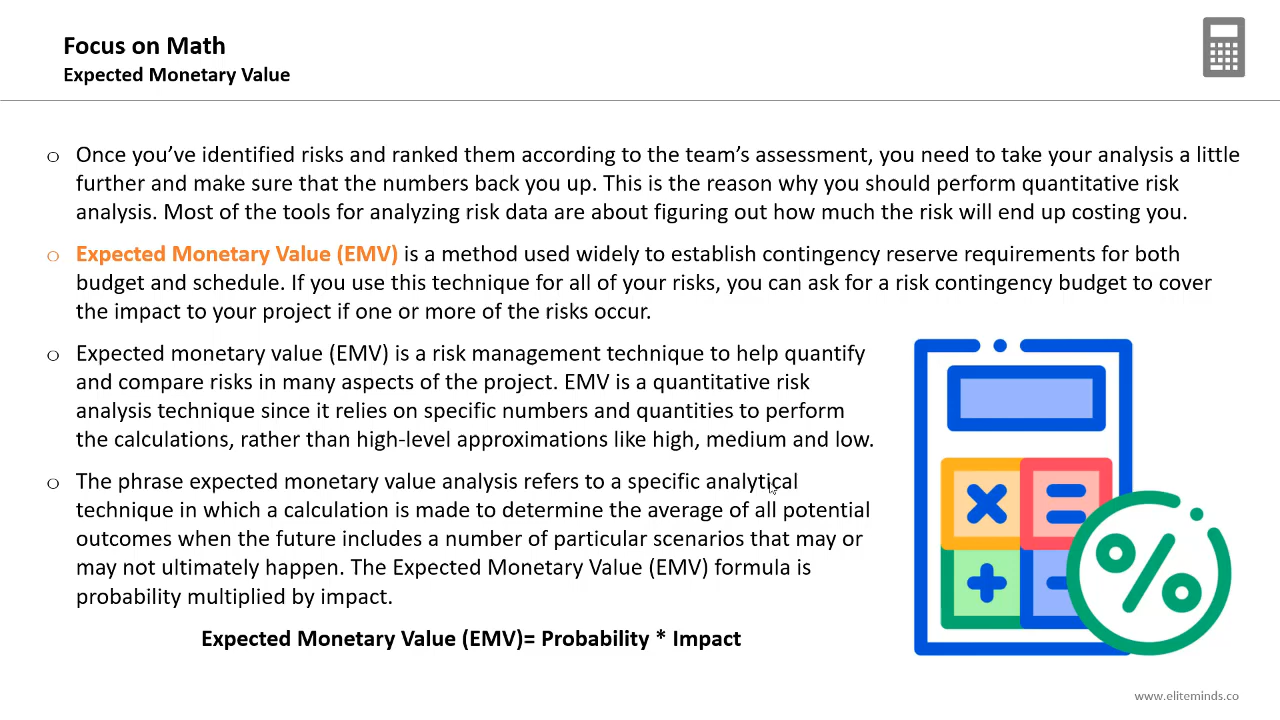 Focus on Math
Expected Monetary Value
Once you’ve identified risks and ranked them according to the team’s assessment, you need to take your analysis a little
further and make sure that the numbers back you up. This is the reason why you should perform quantitative risk
analysis. Most of the tools for analyzing risk data are about figuring out how much the risk will end up costing you.
Expected Monetary Value (EMV) is a method used widely to establish contingency reserve requirements for both
budget and schedule. If you use this technique for all of your risks, you can ask for a risk contingency budget to cover
the impact to your project if one or more of the risks occur.
Expected monetary value (EMV) is a risk management technique to help quantify
and compare risks in many aspects of the project. EMV is a quantitative risk
analysis technique since it relies on specific numbers and quantities to perform
the calculations, rather than high-level approximations like high, medium and low.
The phrase expected monetary value analysis refers to a specific analytical
technique in which a calculation is made to determine the average of all potential
outcomes when the future includes a number of particular scenarios that may or
may not ultimately happen. The Expected Monetary Value (EMV) formula is
probability multiplied by impact.
Expected Monetary Value (EMV)= Probability * Impact
www.eliteminds.co